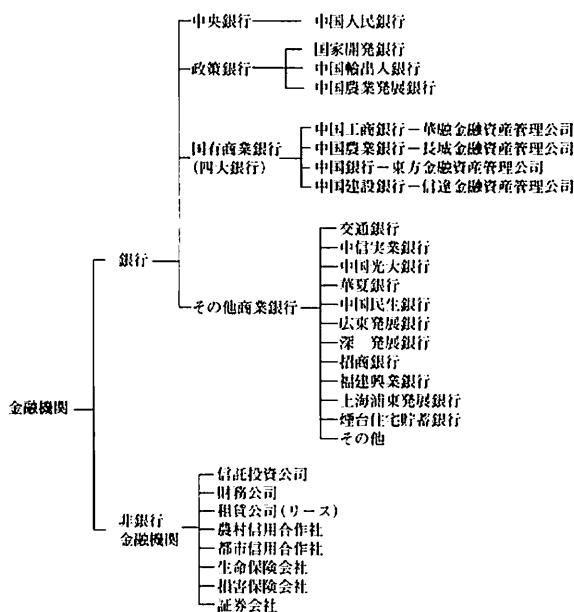 中央銀行
中国人民銀行
政策銀行
国家開発銀行
中国輸出入銀行
中国農業発展銀行
国有商業銀行
(四大銀行)
中国工商銀行－華融金融資産管理公司
中国農業銀行－長城金融資産管理公司
中国銀行－東方金融資産管理公司
中国建設銀行－信達金融資産管理公司
銀行
その他商業銀行
交通銀行
中信実業銀行
中国光大銀行
華夏銀行
中国民生銀行
広東発展銀行
深　発展銀行
招商銀行
福建興業銀行
上海浦東発展銀行
煙台住宅貯蓄銀行
その他
金融機関
非銀行
金融機関
信託投資公司
財務公司
租賃公司(リース)
農村信用合作社
都市信用合作社
生命保険会社
損害保険会社
証券会社